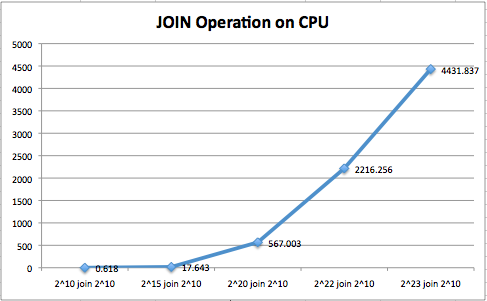 JOIN Operation on CPU
5000
4500
4000
3500
3000
2500
2000
1500
1000
500
0
4431.837
2216.256
567.003
0.618
17.643
2^10 join 2^10
2^15 join 2^10
2^20 join 2^10
2^22 join 2^10
2^23 join 2^10